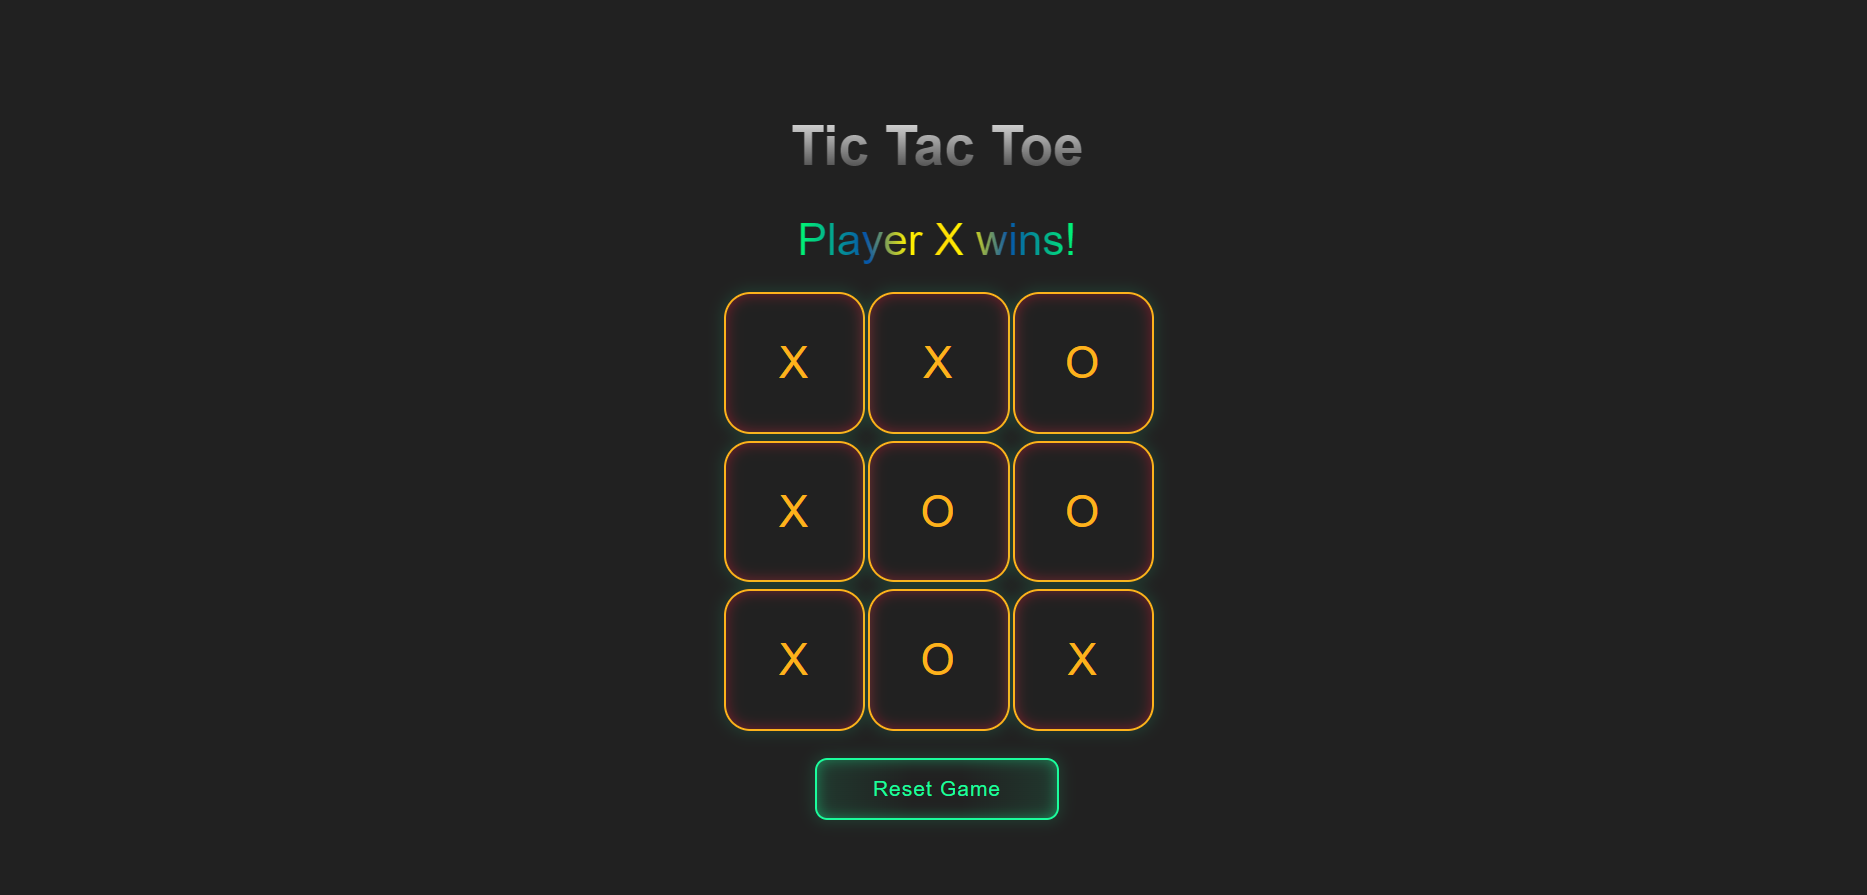 Tic Tac Toe
Player X wins!
X X O
X O O
X O X
Reset Game